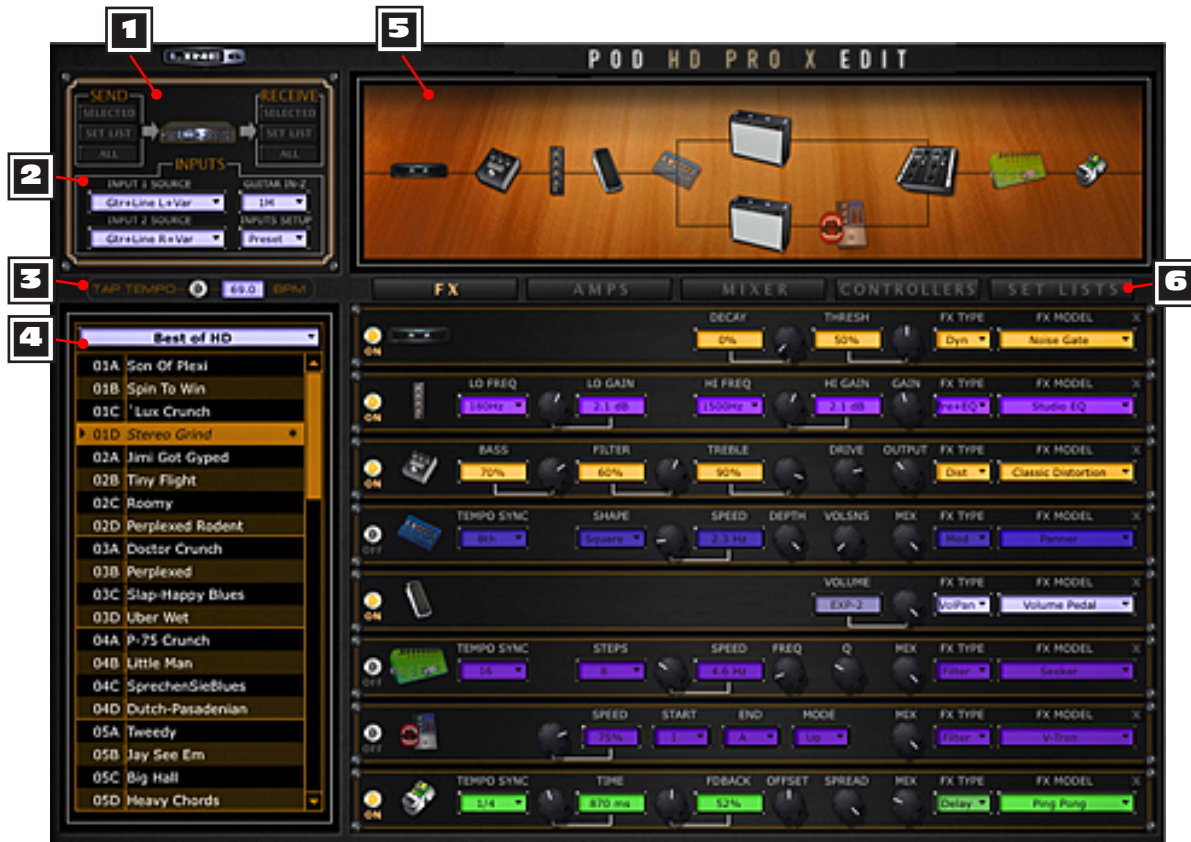 1
5
LINE 6
POD HD PRO X EDIT
SEND
RECEIVE
SELECTED
SELECTED
SET LIST
SET LIST
ALL
ALL
INPUTS
2
INPUT 1 SOURCE
GUITAR IN-Z
Gtr+Line L+Var
1M
INPUT 2 SOURCE
INPUTS SETUP
Gtr+Line R+Var
Preset
3
TAP TEMPO
69.0 BPM
FX
AMPS
MIXER
CONTROLLERS
SET LISTS
6
4
Best of HD
01A Son Of Plexi
01B Spin To Win
01C 'Lux Crunch
01D Stereo Grind
02A Jimi Got Gyped
02B Tiny Flight
02C Roomy
02D Perplexed Rodent
03A Doctor Crunch
03B Perplexed
03C Slap-Happy Blues
03D Uber Wet
04A P-75 Crunch
04B Little Man
04C SprechenSieBlues
04D Dutch-Pasadenian
05A Tweedy
05B Jay See Em
05C Big Hall
05D Heavy Chords
DECAY THRESH FX TYPE FX MODEL X
ON 0% 50% Dyn Noise Gate
LO FREQ LO GAIN HI FREQ HI GAIN GAIN FX TYPE FX MODEL X
ON 180Hz 2.1 dB 1500Hz 2.1 dB re+EQ Studio EQ
BASS FILTER TREBLE DRIVE OUTPUT FX TYPE FX MODEL X
ON 70% 60% 90% Dist Classic Distortion
TEMPO SYNC SHAPE SPEED DEPTH VOLSNS MIX FX TYPE FX MODEL X
OFF 8th Square 2.3 Hz Mod Panner
VOLUME FX TYPE FX MODEL X
ON EXP-2 VolPan Volume Pedal
TEMPO SYNC STEPS SPEED FREQ Q MIX FX TYPE FX MODEL X
OFF 16 8 4.6 Hz Filter Seeker
SPEED START END MODE MIX FX TYPE FX MODEL X
OFF 75% 1 A Up Filter V-Tron
TEMPO SYNC TIME FDBACK OFFSET SPREAD MIX FX TYPE FX MODEL X
ON 1/4 870 ms 52% Delay Ping Pong